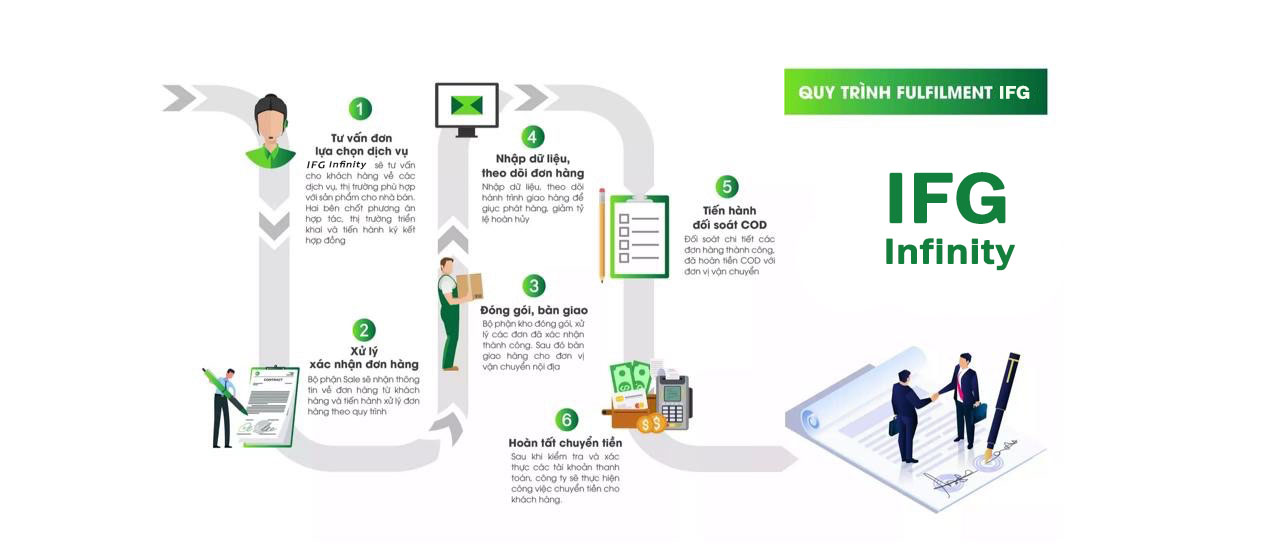 QUY TRÌNH FULFILMENT IFG
IFG
Infinity
1
Tư vấn đơn
lựa chọn dịch vụ
IFG Infinity sẽ tư vấn
cho khách hàng về các
dịch vụ, thị trường phù hợp
với sản phẩm cho nhà bán.
Hai bên chốt phương án
hợp tác, thị trường triển
khai và tiến hành ký kết
hợp đồng
2
Xử lý
xác nhận đơn hàng
Bộ phận Sale sẽ nhận thông
tin về đơn hàng từ khách
hàng và tiến hành xử lý đơn
hàng theo quy trình
CONTRACT
3
Đóng gói, bàn giao
Bộ phận kho đóng gói, xử
lý các đơn đã xác nhận
thành công. Sau đó bàn
giao hàng cho đơn vị
vận chuyển nội địa
4
Nhập dữ liệu,
theo dõi đơn hàng
Nhập dữ liệu, theo dõi
hành trình giao hàng để
giục phát hàng, giảm tỷ
lệ hoàn hủy
5
Tiến hành
đối soát COD
Đối soát chi tiết các
đơn hàng thành công,
đã hoàn tiền COD với
đơn vị vận chuyển
6
Hoàn tất chuyển tiền
Sau khi kiểm tra và xác
thực các tài khoản thanh
toán, công ty sẽ thực hiện
công việc chuyển tiền cho
khách hàng.